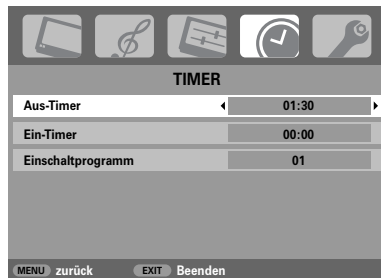 TIMER
Aus-Timer 01:30
Ein-Timer 00:00
Einschaltprogramm 01
MENU zurück EXIT Beenden